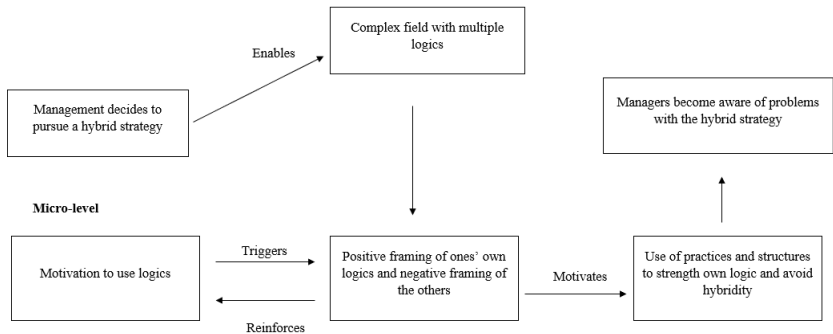 Complex field with multiple
logics
Enables
Management decides to
pursue a hybrid strategy
Managers become aware of problems
with the hybrid strategy
Micro-level
Motivation to use logics
Triggers
Reinforces
Positive framing of ones’ own
logics and negative framing of
the others
Motivates
Use of practices and structures
to strength own logic and avoid
hybridity